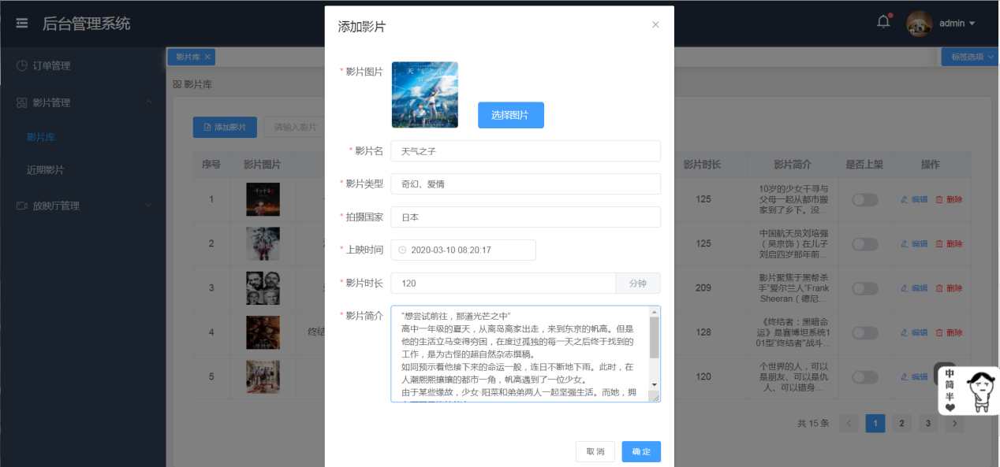 后台管理系统
admin
订单管理
影片管理
影片库
近期影片
放映厅管理
影片库
标签选项
影片库
添加影片
请输入影片
序号
影片图片
影片时长
影片简介
是否上架
操作
1
125
10岁的少女千寻与
父母一起从都市搬
家到了乡下。没...
编辑
删除
2
125
中国航天员刘培强
（吴京饰）在儿子
刘启四岁那年前...
编辑
删除
3
209
影片聚焦于黑帮杀
手“爱尔兰人”Frank
Sheeran（德尼...
编辑
删除
4
终结
128
《终结者：黑暗命
运》是赛博坦系统1
01型“终结者”战斗...
编辑
删除
5
120
个世界的人，可以
是朋友、可以是仇
人、可以错身...
编辑
共 15 条
1
2
3
添加影片
* 影片图片
天气之子
选择图片
* 影片名
天气之子
* 影片类型
奇幻、爱情
* 拍摄国家
日本
* 上映时间
2020-03-10 08:20:17
* 影片时长
120
分钟
* 影片简介
“想尝试前往，那道光芒之中”
高中一年级的夏天，从离岛离家出走，来到东京的帆高。但是
他的生活立马变得穷困，在度过孤独的每一天之后终于找到的
工作，是为古怪的超自然杂志撰稿。
如同预示着他接下来的命运一般，连日不断地下雨。此时，在
人潮熙熙攘攘的都市一角，帆高遇到了一位少女。
由于某些缘故，少女·阳菜和弟弟两人一起坚强生活。而她，拥
取 消
确 定
中
简
半